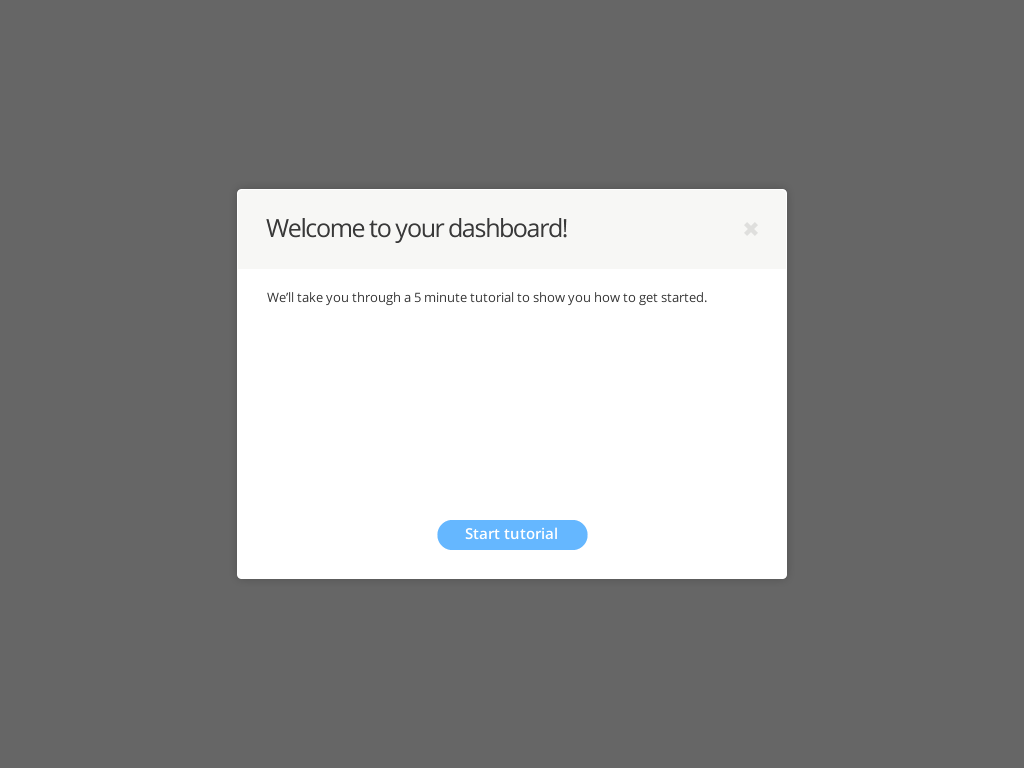 Welcome to your dashboard!
We’ll take you through a 5 minute tutorial to show you how to get started.
Start tutorial